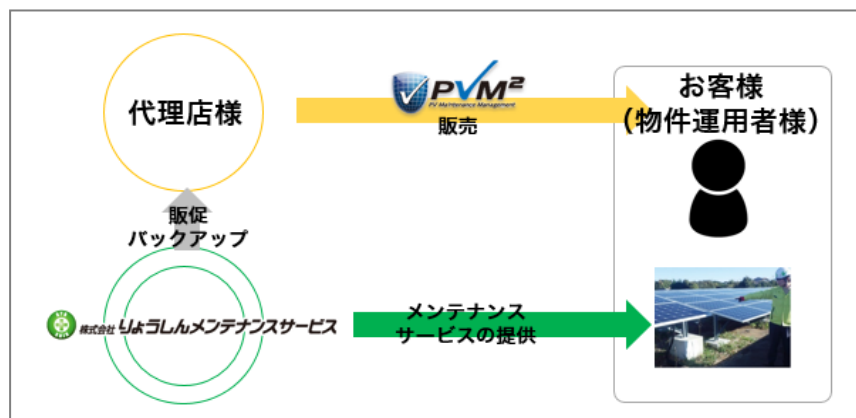 代理店様
PVM²
PV Maintenance Management
販売
お客様
（物件運用者様）
販促
バックアップ
株式会社 りょうしんメンテナンスサービス
メンテナンス
サービスの提供